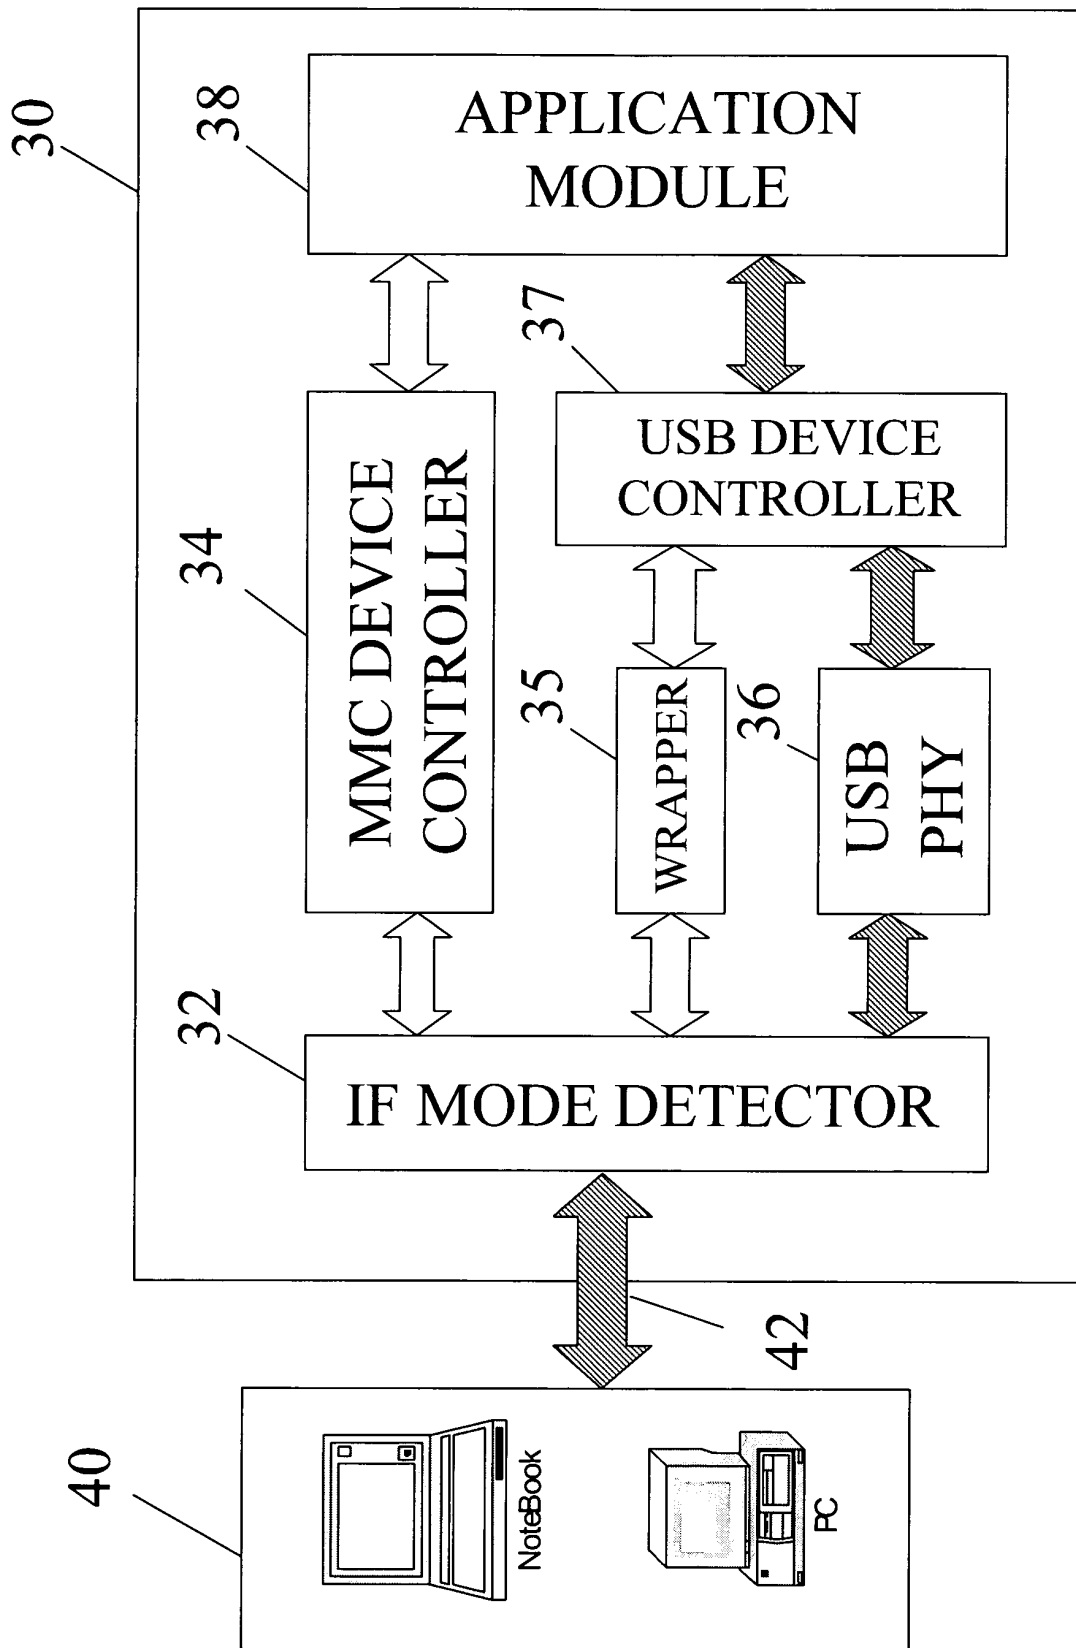 30
38
APPLICATION
MODULE
37
34
MMC DEVICE
CONTROLLER
USB DEVICE
CONTROLLER
35
WRAPPER
36
USB
PHY
32
IF MODE DETECTOR
42
40
NoteBook
PC